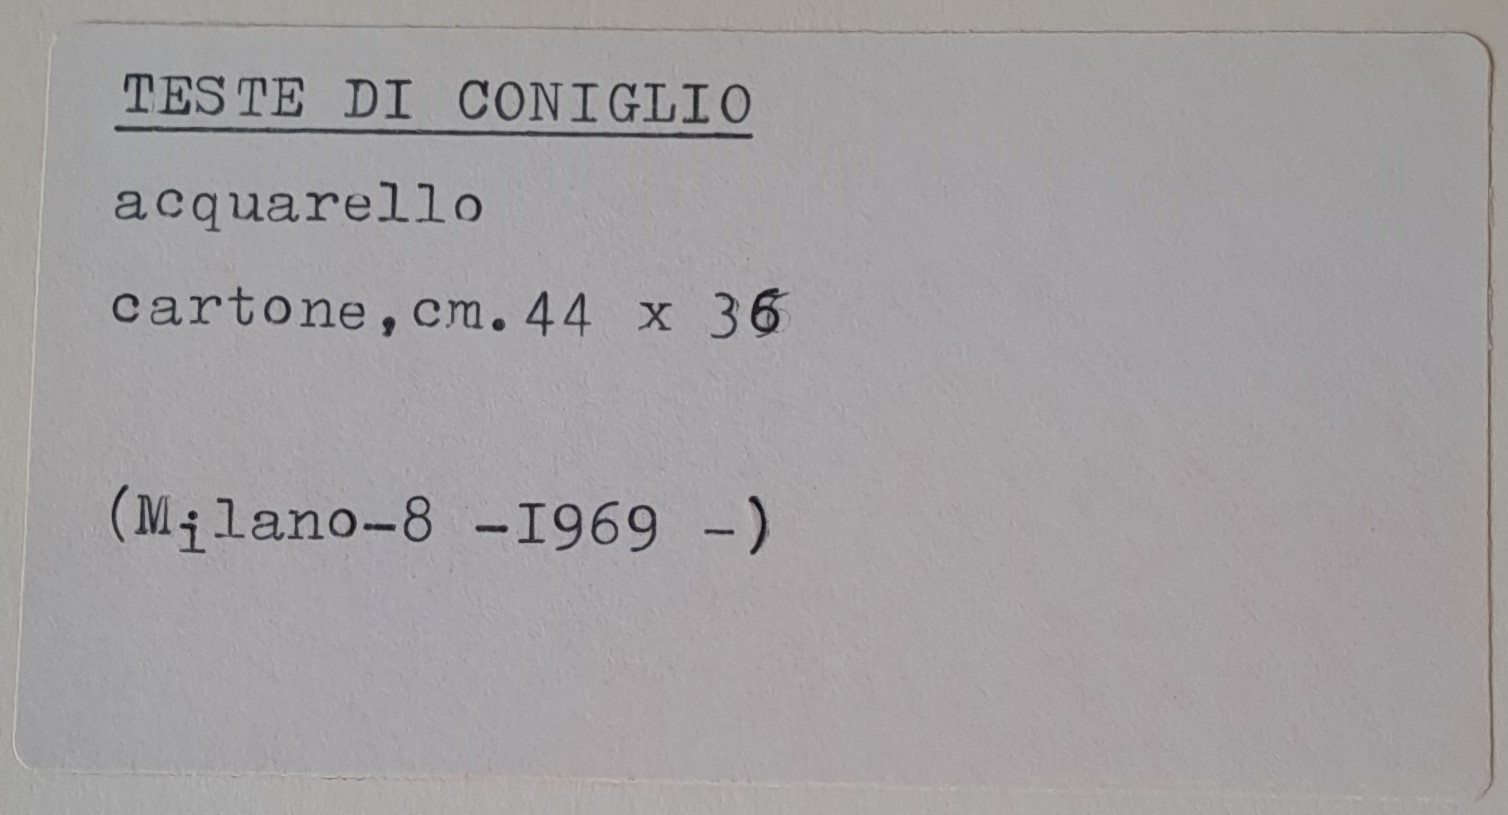 TESTE DI CONIGLIO
acquarello
cartone,cm.44 x 36
(Milano-8 -I969 -)